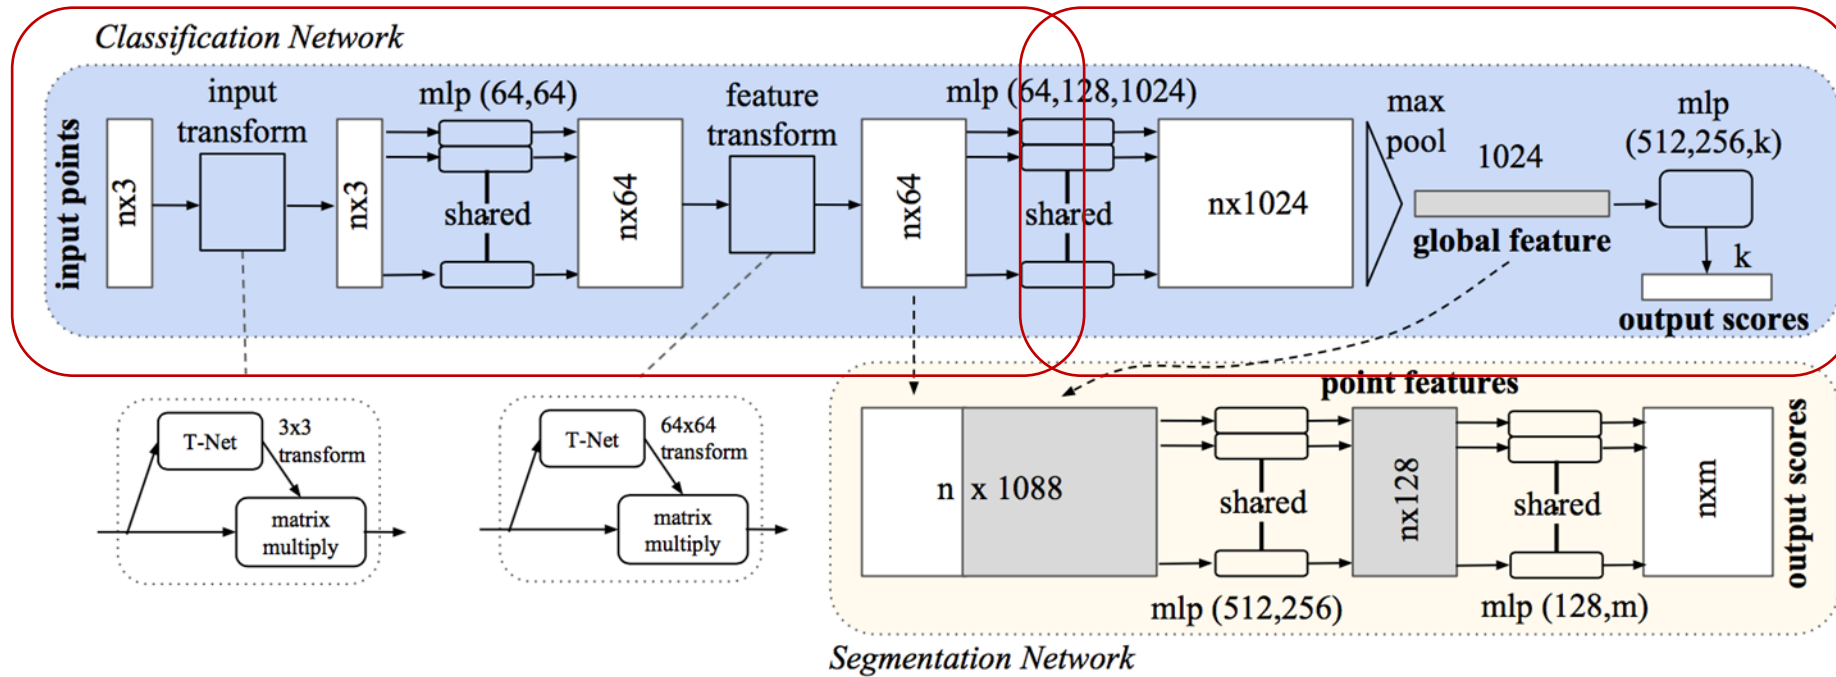 Classification Network
input points
nx3
input
transform
nx3
mlp (64,64)
shared
nx64
feature
transform
nx64
mlp (64,128,1024)
shared
nx1024
max
pool
1024
global feature
mlp
(512,256,k)
k
output scores
T-Net
3x3
transform
matrix
multiply
T-Net
64x64
transform
matrix
multiply
point features
n x 1088
shared
mlp (512,256)
nx128
shared
mlp (128,m)
nxm
output scores
Segmentation Network